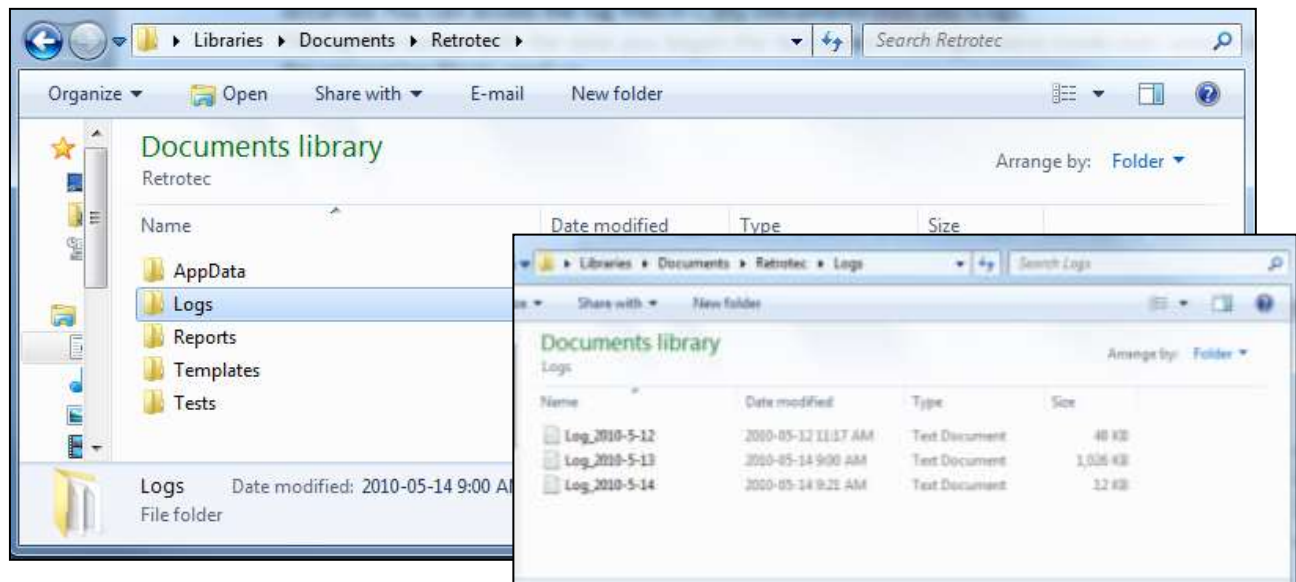 Libraries ▸ Documents ▸ Retrotec ▸
Search Retrotec
Organize Open Share with E-mail New folder
Documents library
Retrotec
Arrange by: Folder
Name Date modified Type Size
AppData
Logs
Reports
Templates
Tests
Logs Date modified: 2010-05-14 9:00 A
File folder
Libraries ▸ Documents ▸ Retrotec ▸ Logs
Search Logs
Share with New folder
Documents library
Logs
Arrange by: Folder
Name Date modified Type Size
Log_2010-5-12 2010-05-12 11:17 AM Text Document 48 KB
Log_2010-5-13 2010-05-14 9:00 AM Text Document 1,026 KB
Log_2010-5-14 2010-05-14 9:21 AM Text Document 12 KB